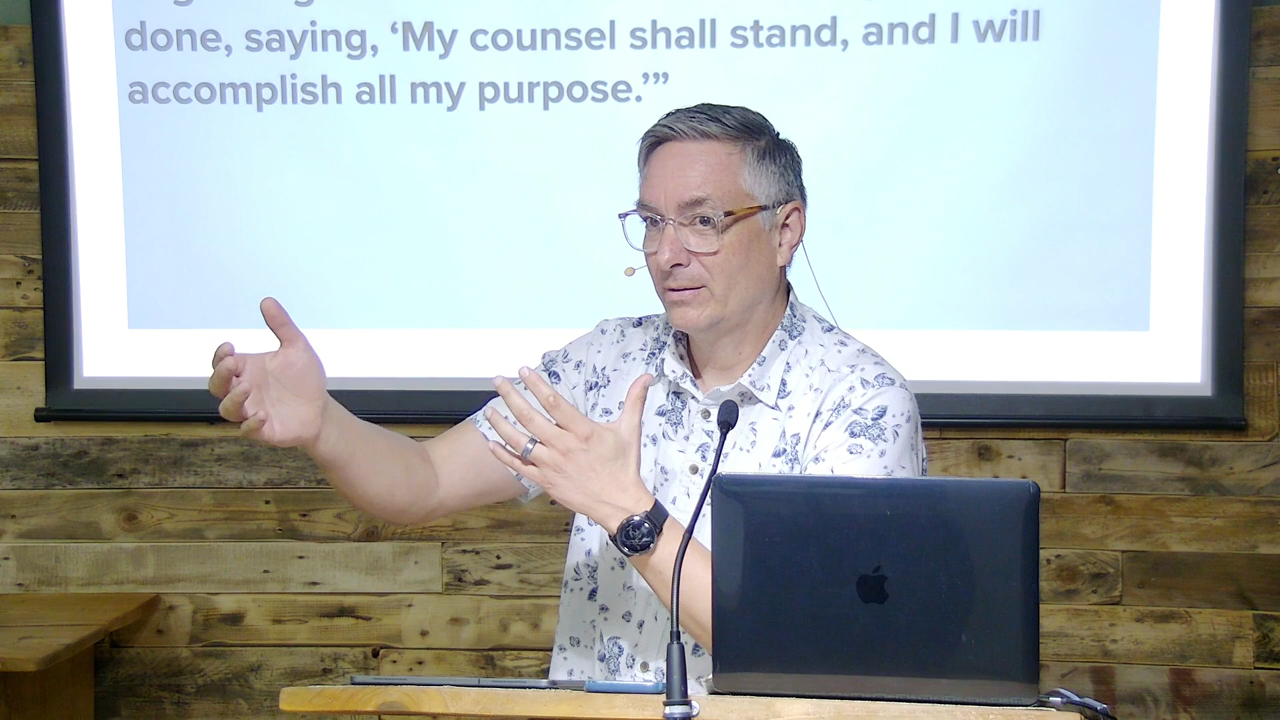 done, saying, ‘My counsel shall stand, and I will
accomplish all my purpose.’”